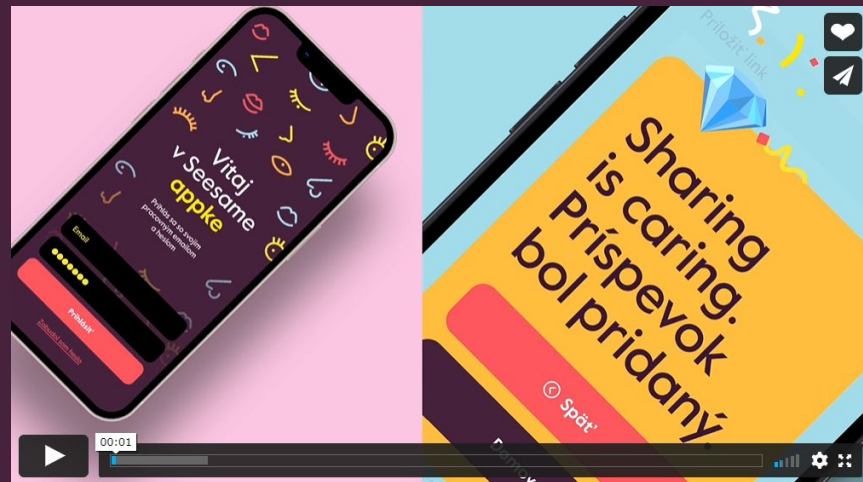 Vitaj
v Seesame
appke
Prihlás sa so svojim
pracovným emailom
a heslom
Email
Prihlásiť
Zabudol som heslo
Priložiť link
Sharing
is caring.
Príspevok
bol pridaný.
Späť
Domov
00:01